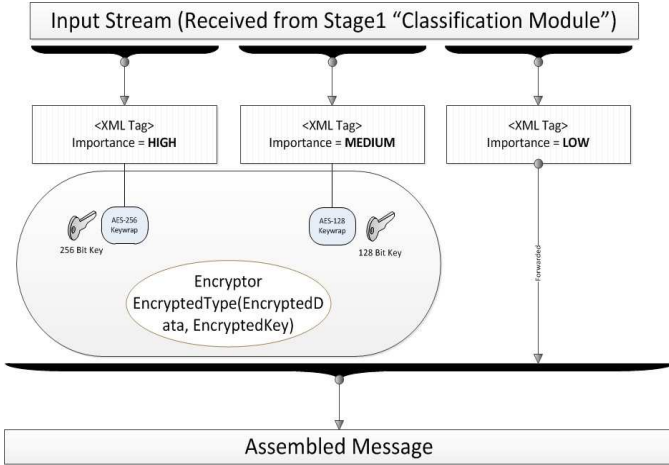 Input Stream (Received from Stage1 “Classification Module”)
<XML Tag>
Importance = HIGH
<XML Tag>
Importance = MEDIUM
<XML Tag>
Importance = LOW
AES-256
Keywrap
256 Bit Key
AES-128
Keywrap
128 Bit Key
Forwarded
Encryptor
EncryptedType(EncryptedD
ata, EncryptedKey)
Assembled Message